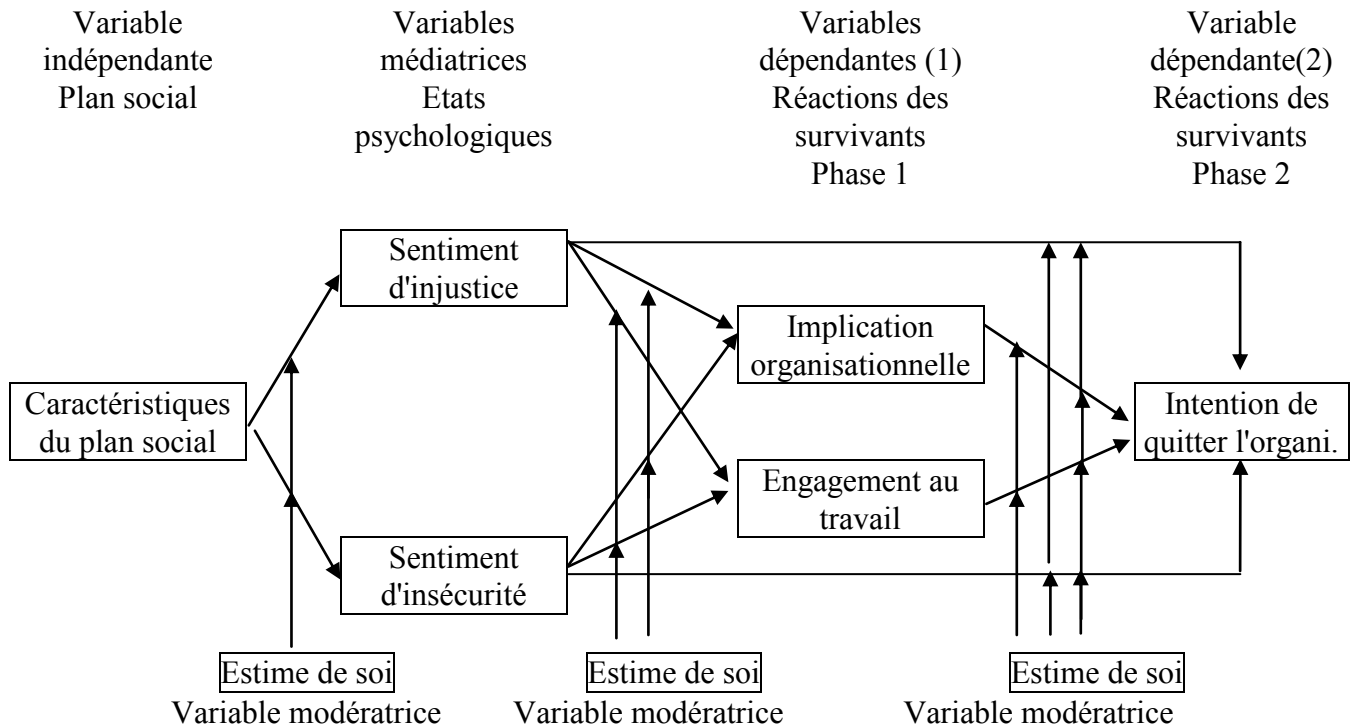 Variable
indépendante
Plan social
Variables
médiatrices
Etats
psychologiques
Variables
dépendantes (1)
Réactions des
survivants
Phase 1
Variable
dépendante(2)
Réactions des
survivants
Phase 2
Sentiment
d'injustice
Implication
organisationnelle
Caractéristiques
du plan social
Intention de
quitter l'organi.
Engagement au
travail
Sentiment
d'insécurité
Estime de soi
Variable modératrice
Estime de soi
Variable modératrice
Estime de soi
Variable modératrice